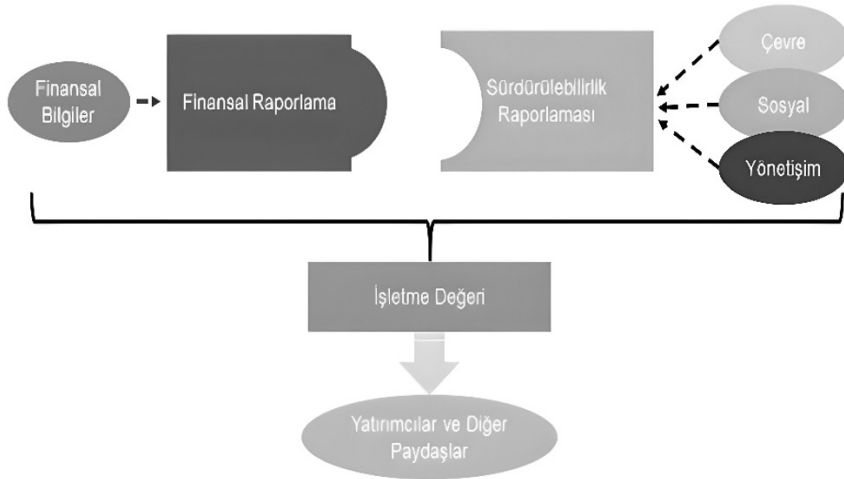 Finansal
Bilgiler
Finansal Raporlama
Sürdürülebilirlik
Raporlaması
Çevre
Sosyal
Yönetişim
İşletme Değeri
Yatırımcılar ve Diğer
Paydaşlar